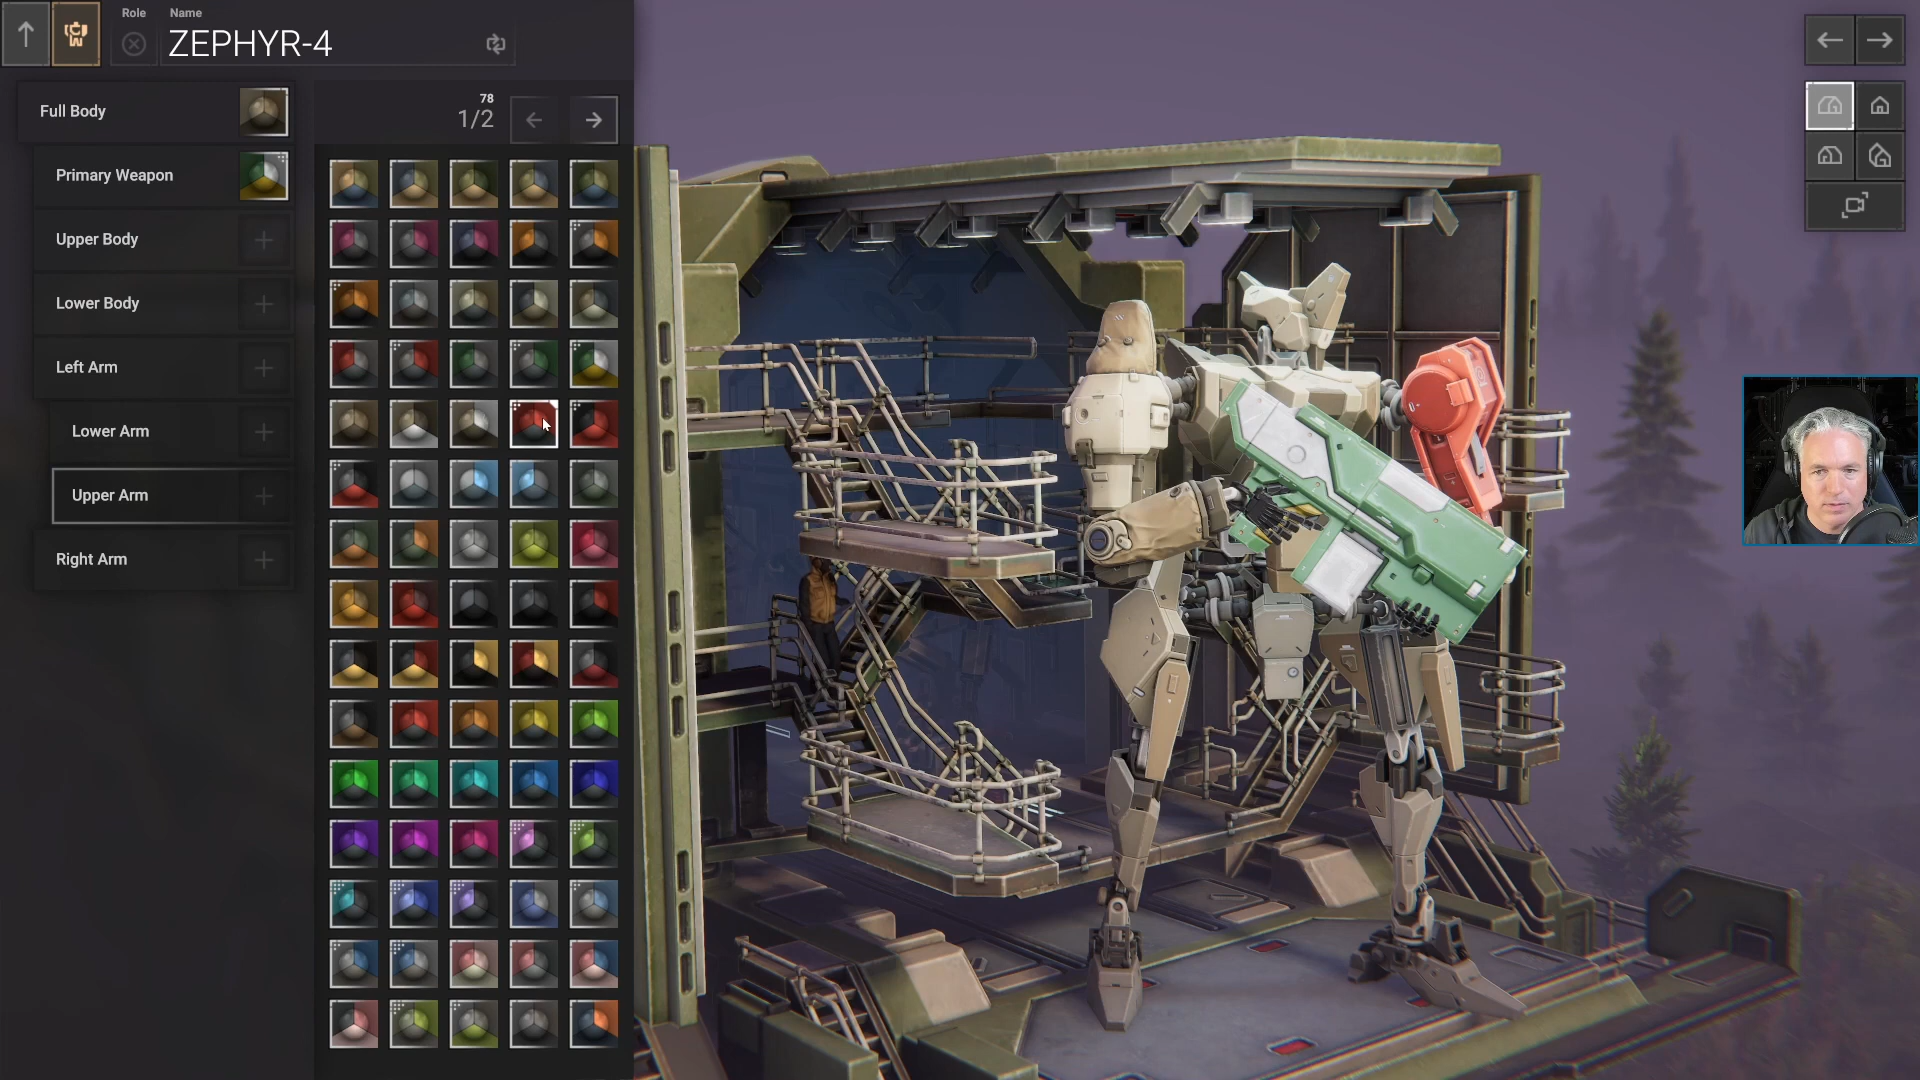 Role
Name
ZEPHYR-4
Full Body
78
1/2
Primary Weapon
Upper Body
Lower Body
Left Arm
Lower Arm
Upper Arm
Right Arm